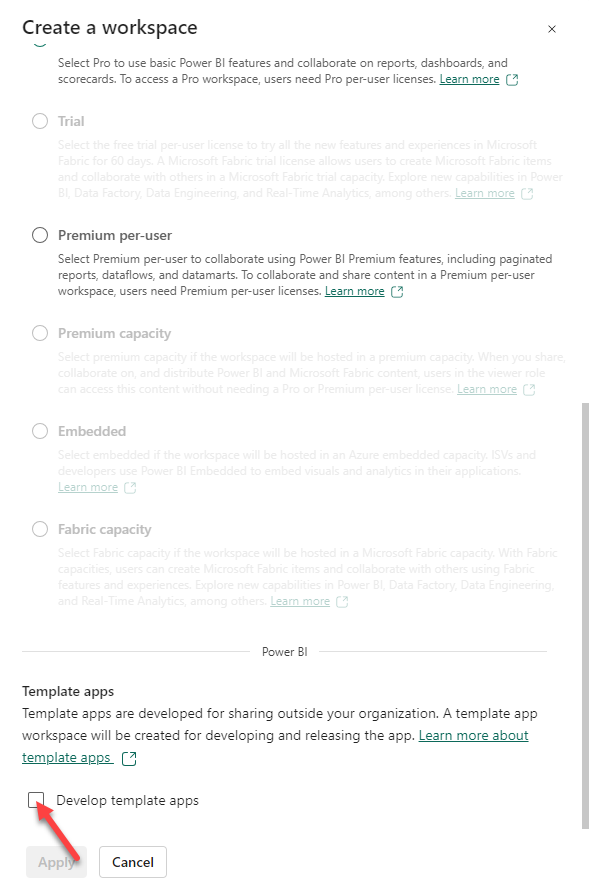 Create a workspace
Select Pro to use basic Power BI features and collaborate on reports, dashboards, and
scorecards. To access a Pro workspace, users need Pro per-user licenses. Learn more
Trial
Select the free trial per-user license to try all the new features and experiences in Microsoft
Fabric for 60 days. A Microsoft Fabric trial license allows users to create Microsoft Fabric items
and collaborate with others in a Microsoft Fabric trial capacity. Explore new capabilities in Power
BI, Data Factory, Data Engineering, and Real-Time Analytics, among others. Learn more
Premium per-user
Select Premium per-user to collaborate using Power BI Premium features, including paginated
reports, dataflows, and datamarts. To collaborate and share content in a Premium per-user
workspace, users need Premium per-user licenses. Learn more
Premium capacity
Select premium capacity if the workspace will be hosted in a premium capacity. When you share,
collaborate on, and distribute Power BI and Microsoft Fabric content, users in the viewer role
can access this content without needing a Pro or Premium per-user license. Learn more
Embedded
Select embedded if the workspace will be hosted in an Azure embedded capacity. ISVs and
developers use Power BI Embedded to embed visuals and analytics in their applications.
Learn more
Fabric capacity
Select Fabric capacity if the workspace will be hosted in a Microsoft Fabric capacity. With Fabric
capacities, users can create Microsoft Fabric items and collaborate with others using Fabric
features and experiences. Explore new capabilities in Power BI, Data Factory, Data Engineering,
and Real-Time Analytics, among others. Learn more
Power BI
Template apps
Template apps are developed for sharing outside your organization. A template app
workspace will be created for developing and releasing the app. Learn more about
template apps
Develop template apps
Apply Cancel